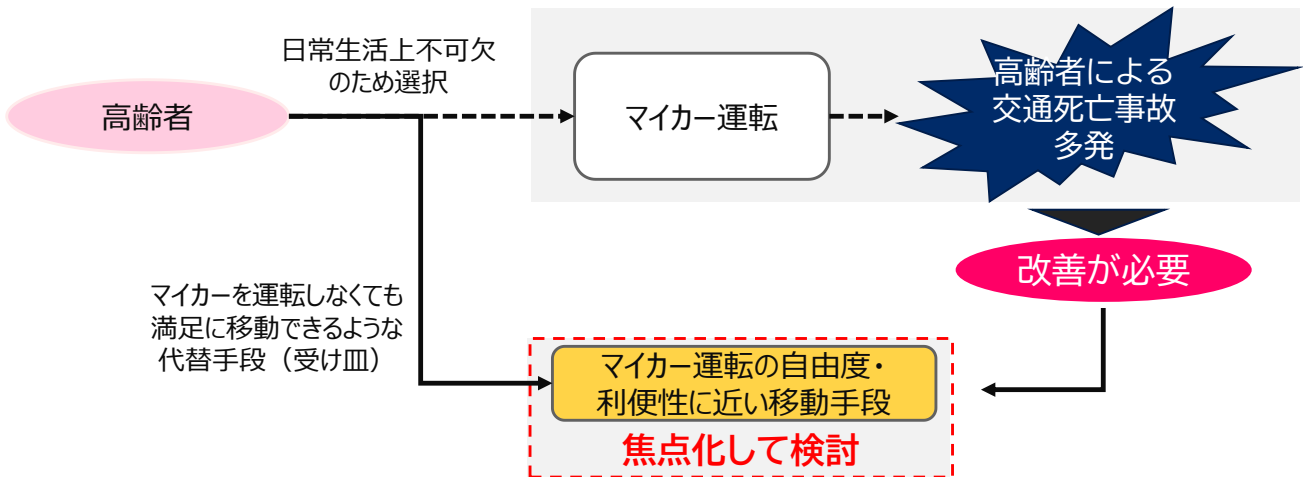 日常生活上不可欠
のため選択
高齢者
マイカー運転
高齢者による
交通死亡事故
多発
改善が必要
マイカーを運転しなくても
満足に移動できるような
代替手段（受け皿）
マイカー運転の自由度・
利便性に近い移動手段
焦点化して検討